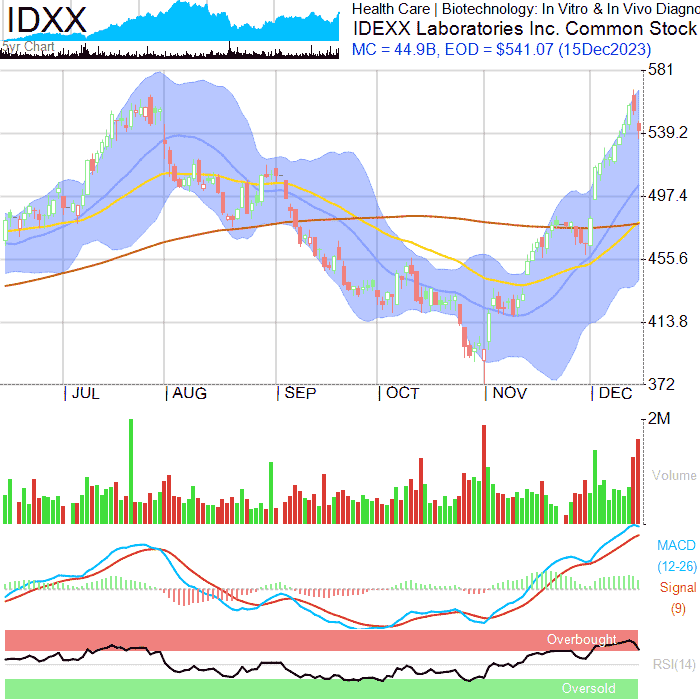 IDXX
5yr Chart
Health Care | Biotechnology: In Vitro & In Vivo Diagno
IDEXX Laboratories Inc. Common Stock
MC = 44.9B, EOD = $541.07 (15Dec2023)
581
539.2
497.4
455.6
413.8
372
JUL AUG SEP OCT NOV DEC
2M
Volume
MACD
(12-26)
Signal
(9)
Overbought
RSI(14)
Oversold